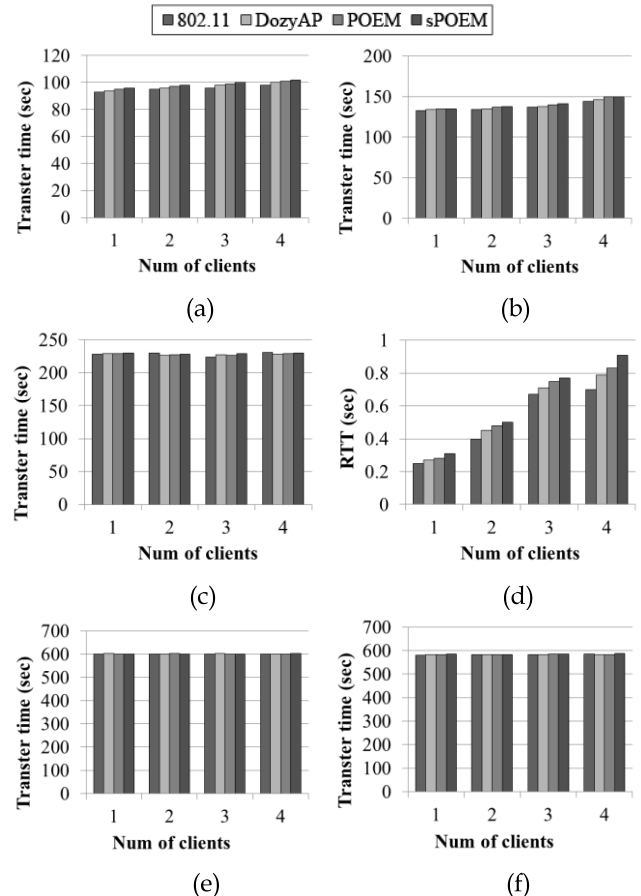 802.11 DozyAP POEM sPOEM
Transter time (sec)
120
100
80
60
40
20
0
1 2 3 4
Num of clients
(a)
Transter time (sec)
200
150
100
50
0
1 2 3 4
Num of clients
(b)
Transter time (sec)
250
200
150
100
50
0
1 2 3 4
Num of clients
(c)
RTT (sec)
1
0.8
0.6
0.4
0.2
0
1 2 3 4
Num of clients
(d)
Transter time (sec)
700
600
500
400
300
200
100
0
1 2 3 4
Num of clients
(e)
Transter time (sec)
700
600
500
400
300
200
100
0
1 2 3 4
Num of clients
(f)